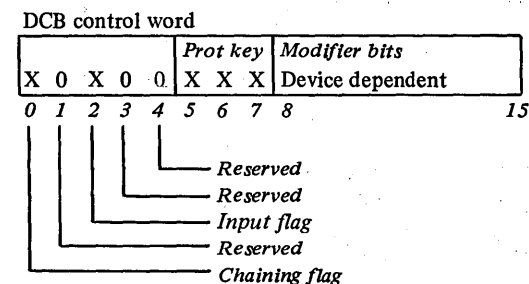 DCB control word
Prot key Modifier bits
X 0 X 0 0 X X X Device dependent
0 1 2 3 4 5 6 7 8 15
Reserved
Reserved
Input flag
Reserved
Chaining flag